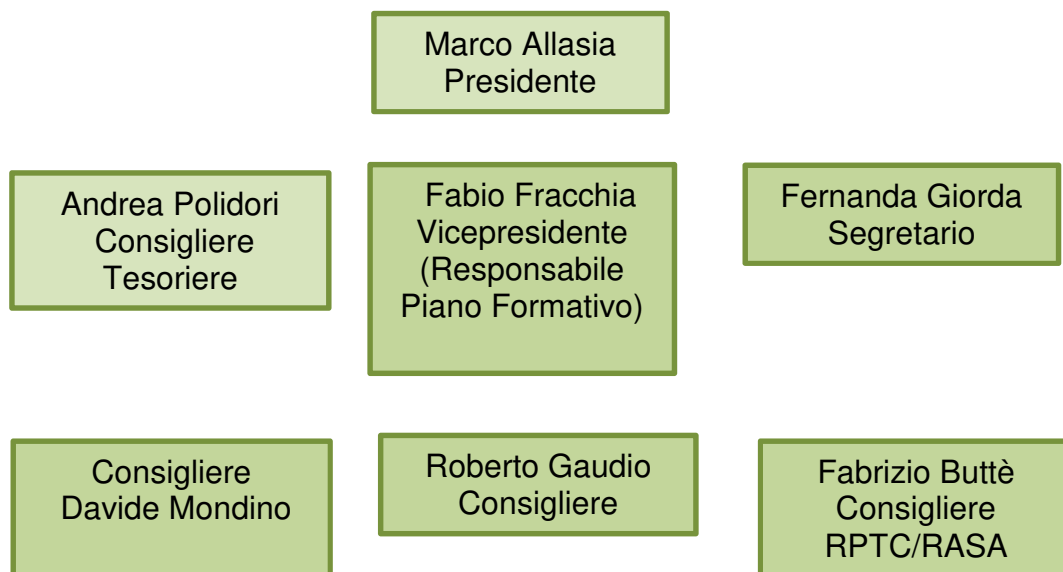 Marco Allasia
Presidente
Andrea Polidori
Consigliere
Tesoriere
Fabio Fracchia
Vicepresidente
(Responsabile
Piano Formativo)
Fernanda Giorda
Segretario
Consigliere
Davide Mondino
Roberto Gaudio
Consigliere
Fabrizio Buttè
Consigliere
RPTC/RASA